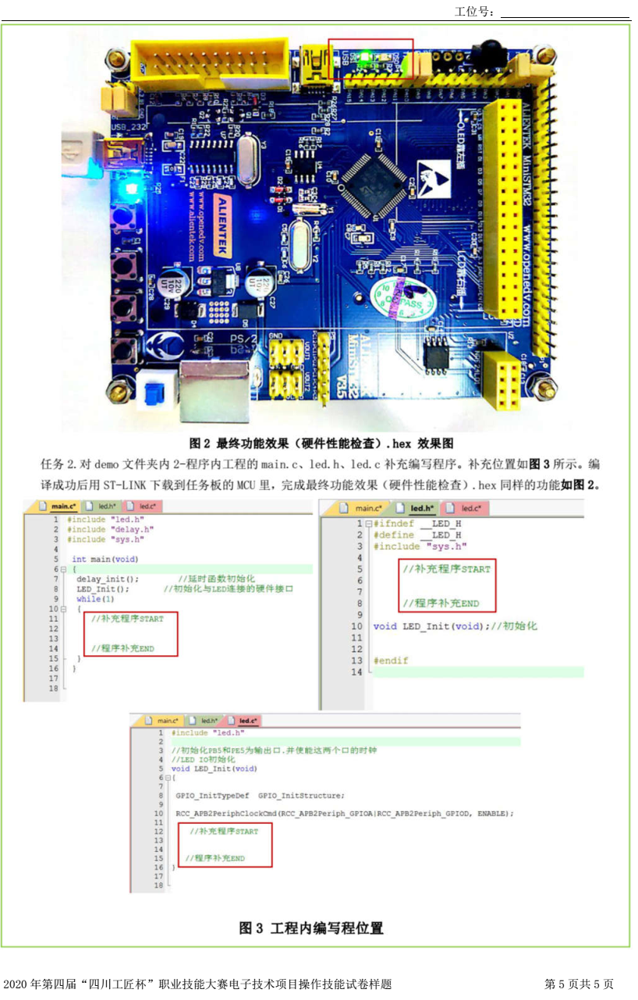 工位号：
USB_232
ALIENTEK
www.openedv.com
www.alientek.com
ALIENTEK MiniSTM32 www.openedv.com
PS/2
GND
VOUT1
VOUT2
MiniSTM32
V35
图 2 最终功能效果（硬件性能检查）.hex 效果图
任务 2. 对 demo 文件夹内 2-程序内工程的 main.c、led.h、led.c 补充编写程序。补充位置如图 3 所示。编
译成功后用 ST-LINK 下载到任务板的 MCU 里，完成最终功能效果（硬件性能检查）.hex 同样的功能如图 2。
main.c* led.h* led.c*
1 #include "led.h"
2 #include "delay.h"
3 #include "sys.h"
4
5 int main(void)
6 {
7 delay_init(); //延时函数初始化
8 LED_Init(); //初始化与LED连接的硬件接口
9 while(1)
10 {
11 //补充程序START
12
13
14 //程序补充END
15 }
16 }
17
18
main.c* led.h* led.c*
1 #ifndef __LED_H
2 #define __LED_H
3 #include "sys.h"
4
5 //补充程序START
6
7
8 //程序补充END
9
10 void LED_Init(void);//初始化
11
12
13 #endif
14
main.c* led.h* led.c*
1 #include "led.h"
2
3 //初始化PB5和PE5为输出口.并使能这两个口的时钟
4 //LED IO初始化
5 void LED_Init(void)
6 {
7
8 GPIO_InitTypeDef GPIO_InitStructure;
9
10 RCC_APB2PeriphClockCmd(RCC_APB2Periph_GPIOA|RCC_APB2Periph_GPIOD, ENABLE);
11
12 //补充程序START
13
14
15 //程序补充END
16 }
17
18
图 3 工程内编写程位置
2020 年第四届“四川工匠杯”职业技能大赛电子技术项目操作技能试卷样题
第 5 页共 5 页